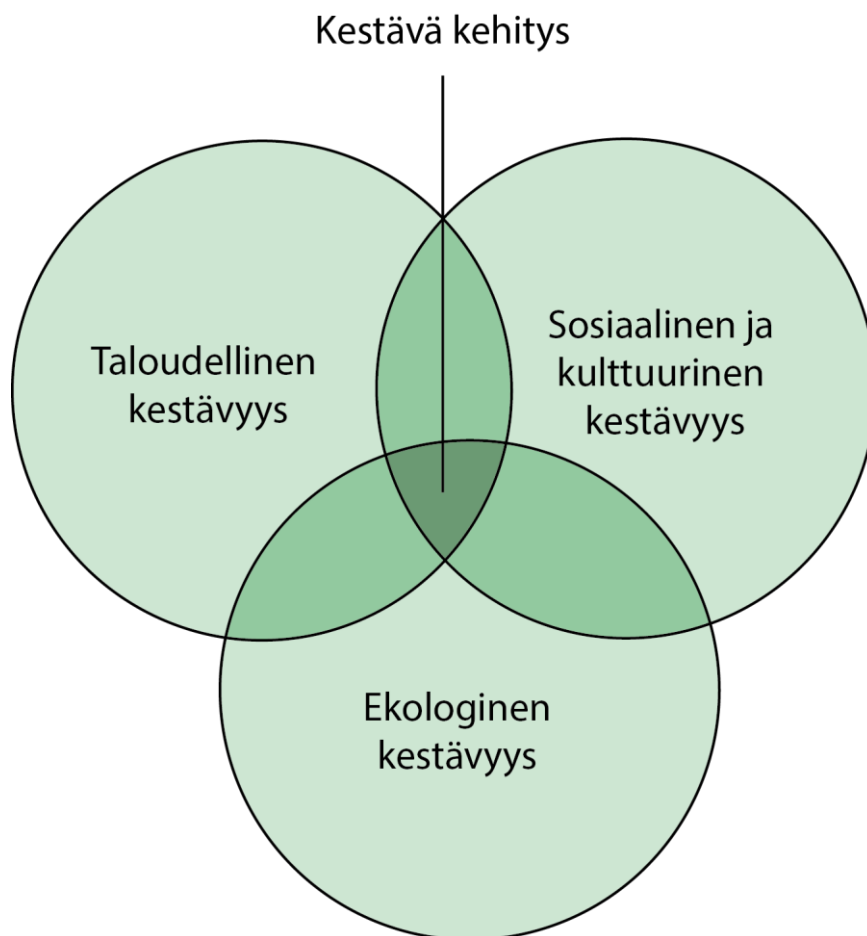 Kestävä kehitys
Taloudellinen
kestävyys
Sosiaalinen ja
kulttuurinen
kestävyys
Ekologinen
kestävyys